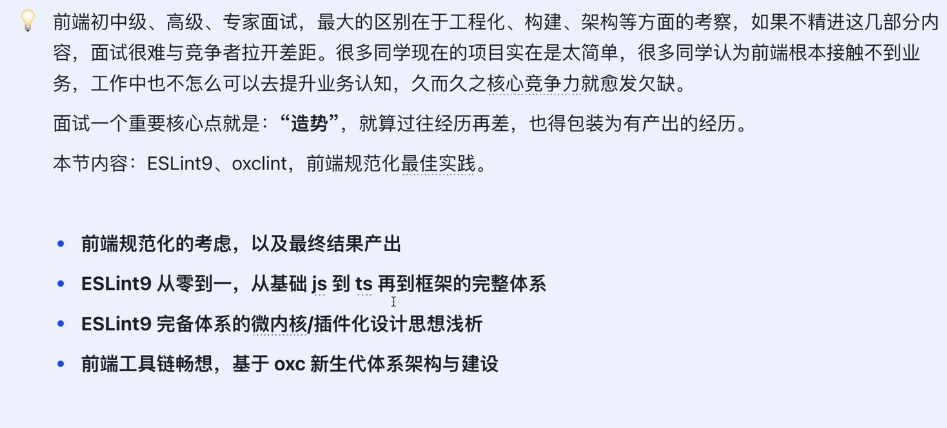 前端初中级、高级、专家面试，最大的区别在于工程化、构建、架构等方面的考察，如果不精进这几部分内
容，面试很难与竞争者拉开差距。很多同学现在的项目实在是太简单，很多同学认为前端根本接触不到业
务，工作中也不怎么可以去提升业务认知，久而久之核心竞争力就愈发欠缺。
面试一个重要核心点就是：“造势”，就算过往经历再差，也得包装为有产出的经历。
本节内容：ESLint9、oxclint，前端规范化最佳实践。
• 前端规范化的考虑，以及最终结果产出
• ESLint9 从零到一，从基础 js 到 ts 再到框架的完整体系
• ESLint9 完备体系的微内核/插件化设计思想浅析
• 前端工具链畅想，基于 oxc 新生代体系架构与建设